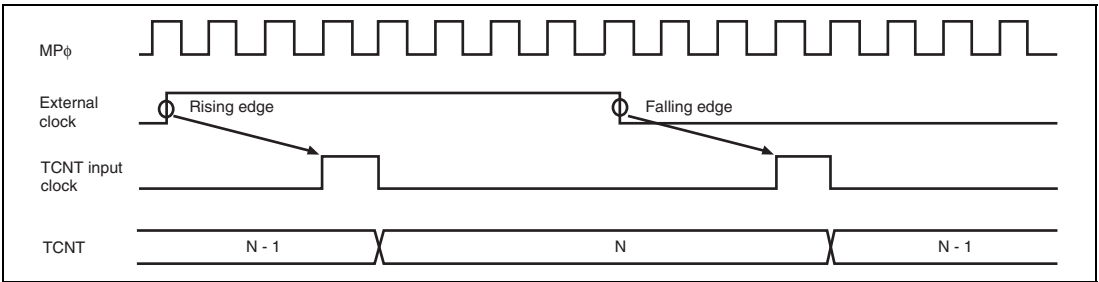 MPφ
External
clock
Rising edge
Falling edge
TCNT input
clock
TCNT
N - 1
N
N - 1